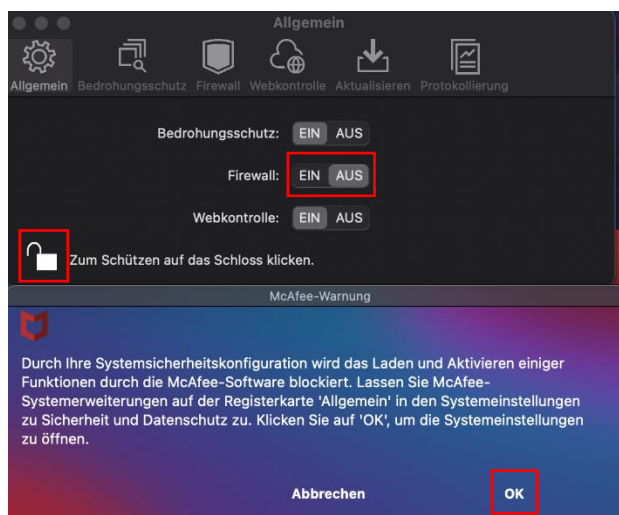 Allgemein
Allgemein Bedrohungsschutz Firewall Webkontrolle Aktualisieren Protokollierung
Bedrohungsschutz: EIN AUS
Firewall: EIN AUS
Webkontrolle: EIN AUS
Zum Schützen auf das Schloss klicken.
McAfee-Warnung
Durch Ihre Systemsicherheitskonfiguration wird das Laden und Aktivieren einiger
Funktionen durch die McAfee-Software blockiert. Lassen Sie McAfee-
Systemerweiterungen auf der Registerkarte 'Allgemein' in den Systemeinstellungen
zu Sicherheit und Datenschutz zu. Klicken Sie auf 'OK', um die Systemeinstellungen
zu öffnen.
Abbrechen OK